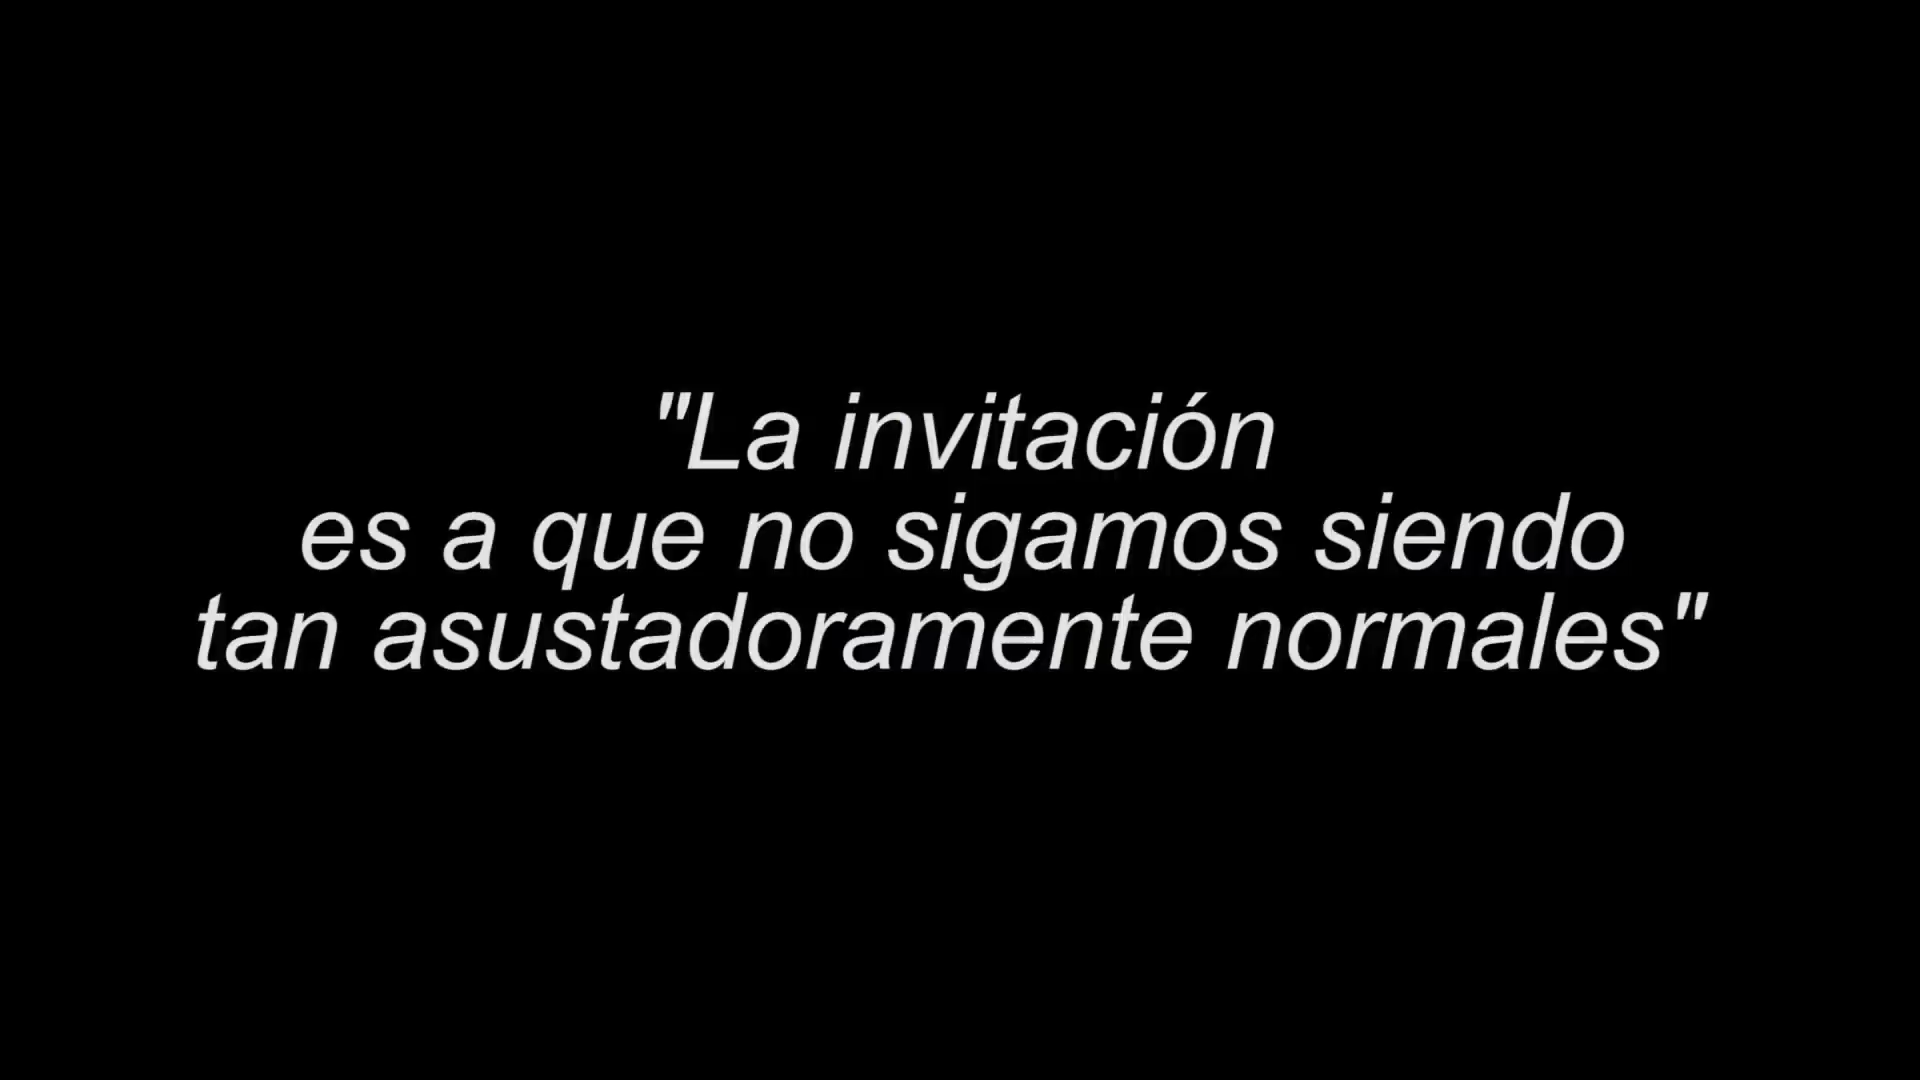 "La invitación
es a que no sigamos siendo
tan asustadoramente normales"